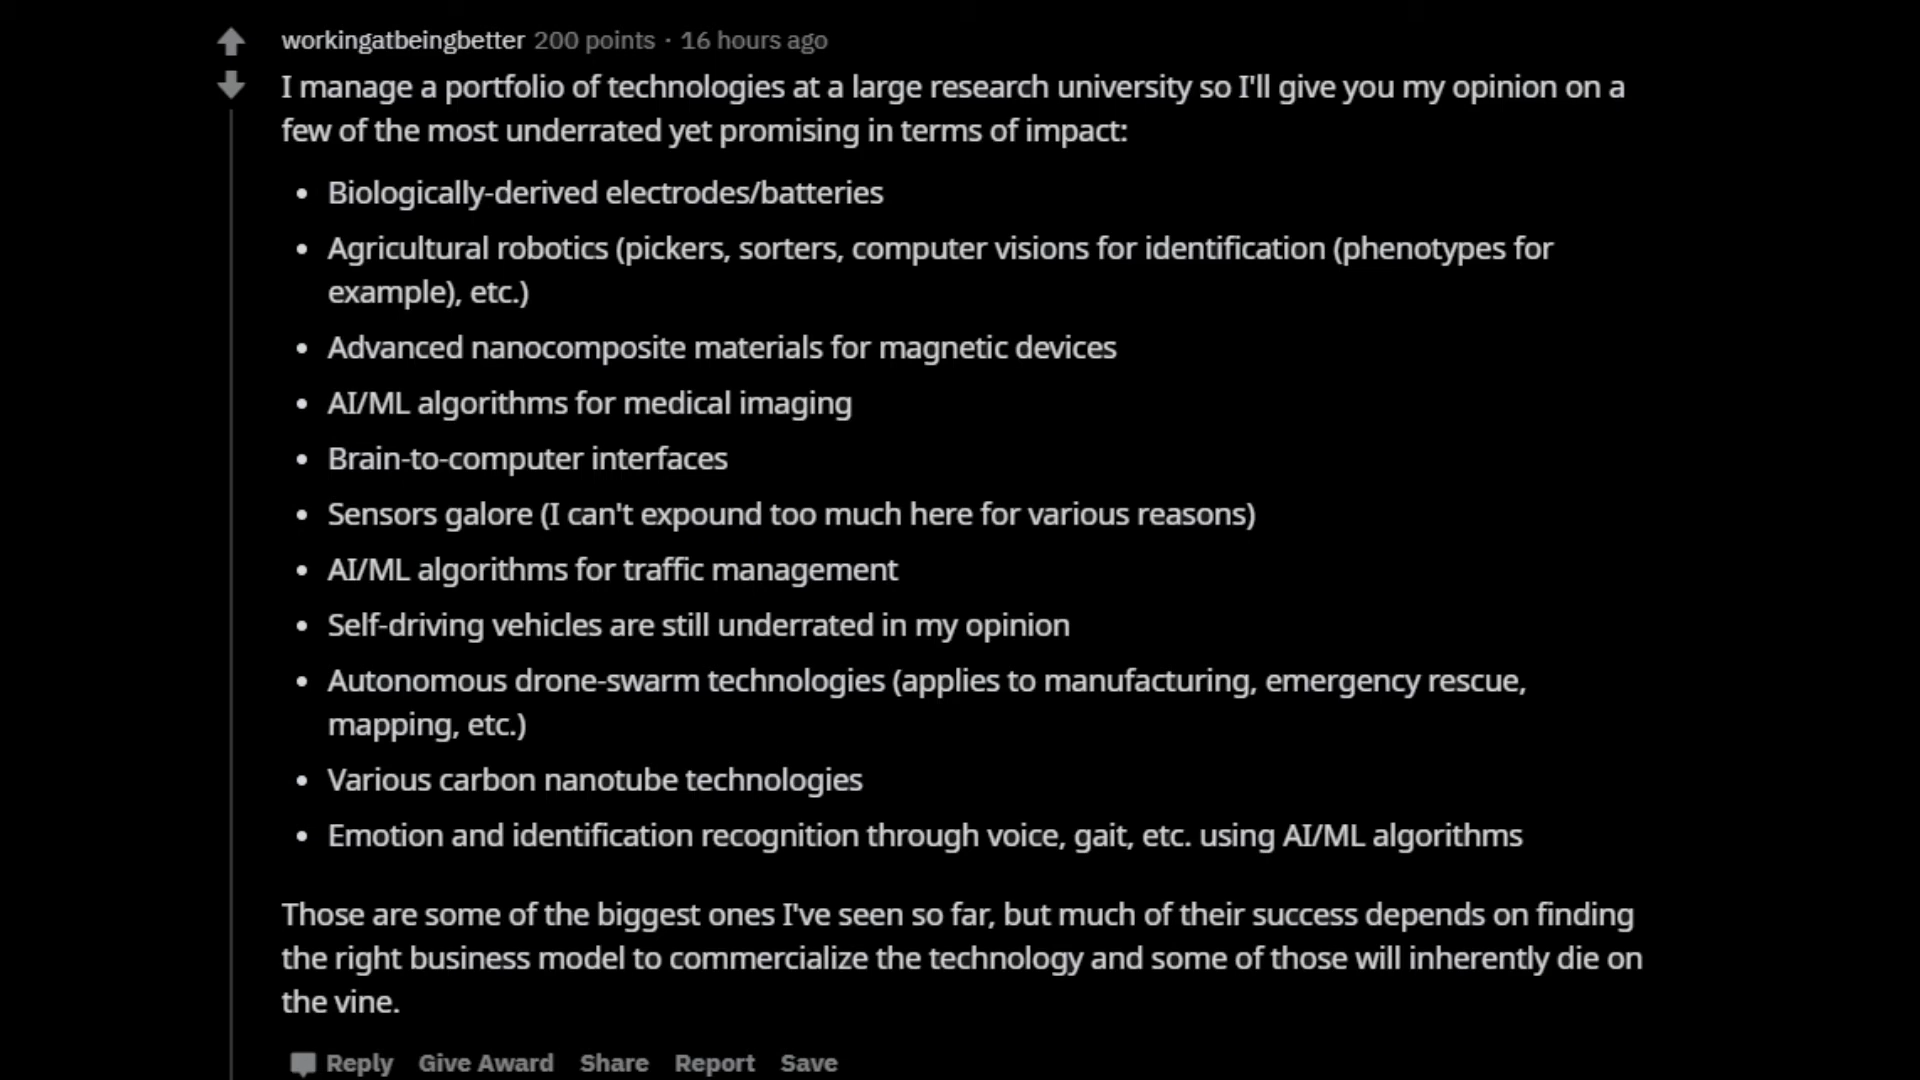 workingatbeingbetter 200 points · 16 hours ago
I manage a portfolio of technologies at a large research university so I'll give you my opinion on a
few of the most underrated yet promising in terms of impact:
• Biologically-derived electrodes/batteries
• Agricultural robotics (pickers, sorters, computer visions for identification (phenotypes for
example), etc.)
• Advanced nanocomposite materials for magnetic devices
• AI/ML algorithms for medical imaging
• Brain-to-computer interfaces
• Sensors galore (I can't expound too much here for various reasons)
• AI/ML algorithms for traffic management
• Self-driving vehicles are still underrated in my opinion
• Autonomous drone-swarm technologies (applies to manufacturing, emergency rescue,
mapping, etc.)
• Various carbon nanotube technologies
• Emotion and identification recognition through voice, gait, etc. using AI/ML algorithms
Those are some of the biggest ones I've seen so far, but much of their success depends on finding
the right business model to commercialize the technology and some of those will inherently die on
the vine.
Reply Give Award Share Report Save